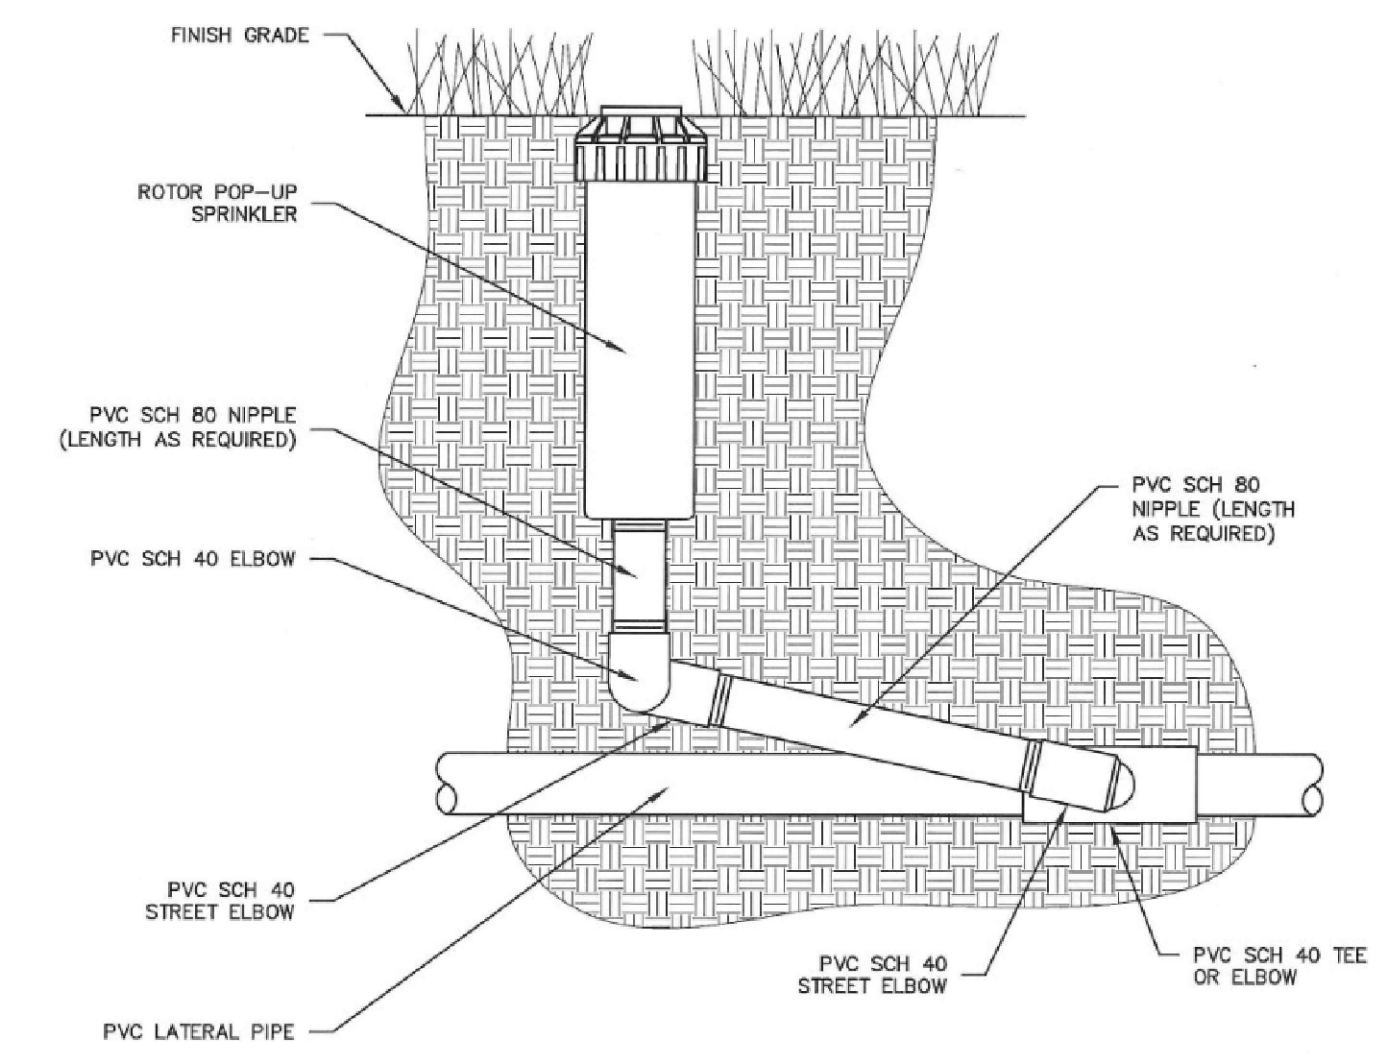 FINISH GRADE
ROTOR POP-UP
SPRINKLER
PVC SCH 80 NIPPLE
(LENGTH AS REQUIRED)
PVC SCH 80
NIPPLE (LENGTH
AS REQUIRED)
PVC SCH 40 ELBOW
PVC SCH 40
STREET ELBOW
PVC SCH 40
STREET ELBOW
PVC SCH 40 TEE
OR ELBOW
PVC LATERAL PIPE